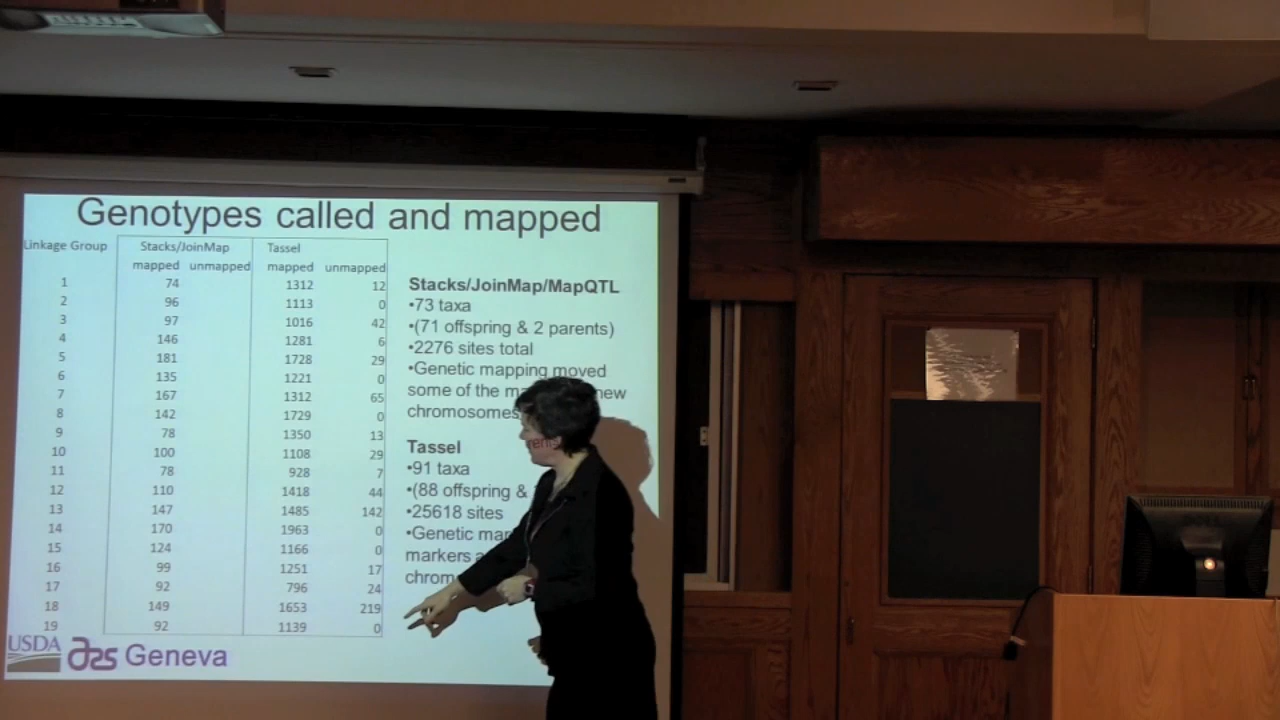 Genotypes called and mapped
Linkage Group Stacks/JoinMap Tassel
mapped unmapped mapped unmapped
1 74 1312 12
2 96 1113 0
3 97 1016 42
4 146 1281 6
5 181 1728 29
6 135 1221 0
7 167 1312 65
8 142 1729 0
9 78 1350 13
10 100 1108 29
11 78 928 7
12 110 1418 44
13 147 1485 142
14 170 1963 0
15 124 1166 0
16 99 1251 17
17 92 796 24
18 149 1653 219
19 92 1139 0
Stacks/JoinMap/MapQTL
•73 taxa
•(71 offspring & 2 parents)
•2276 sites total
•Genetic mapping moved
some of the new
chromosomes
Tassel
•91 taxa
•(88 offspring &
•25618 sites
•Genetic
markers
USDA ars Geneva